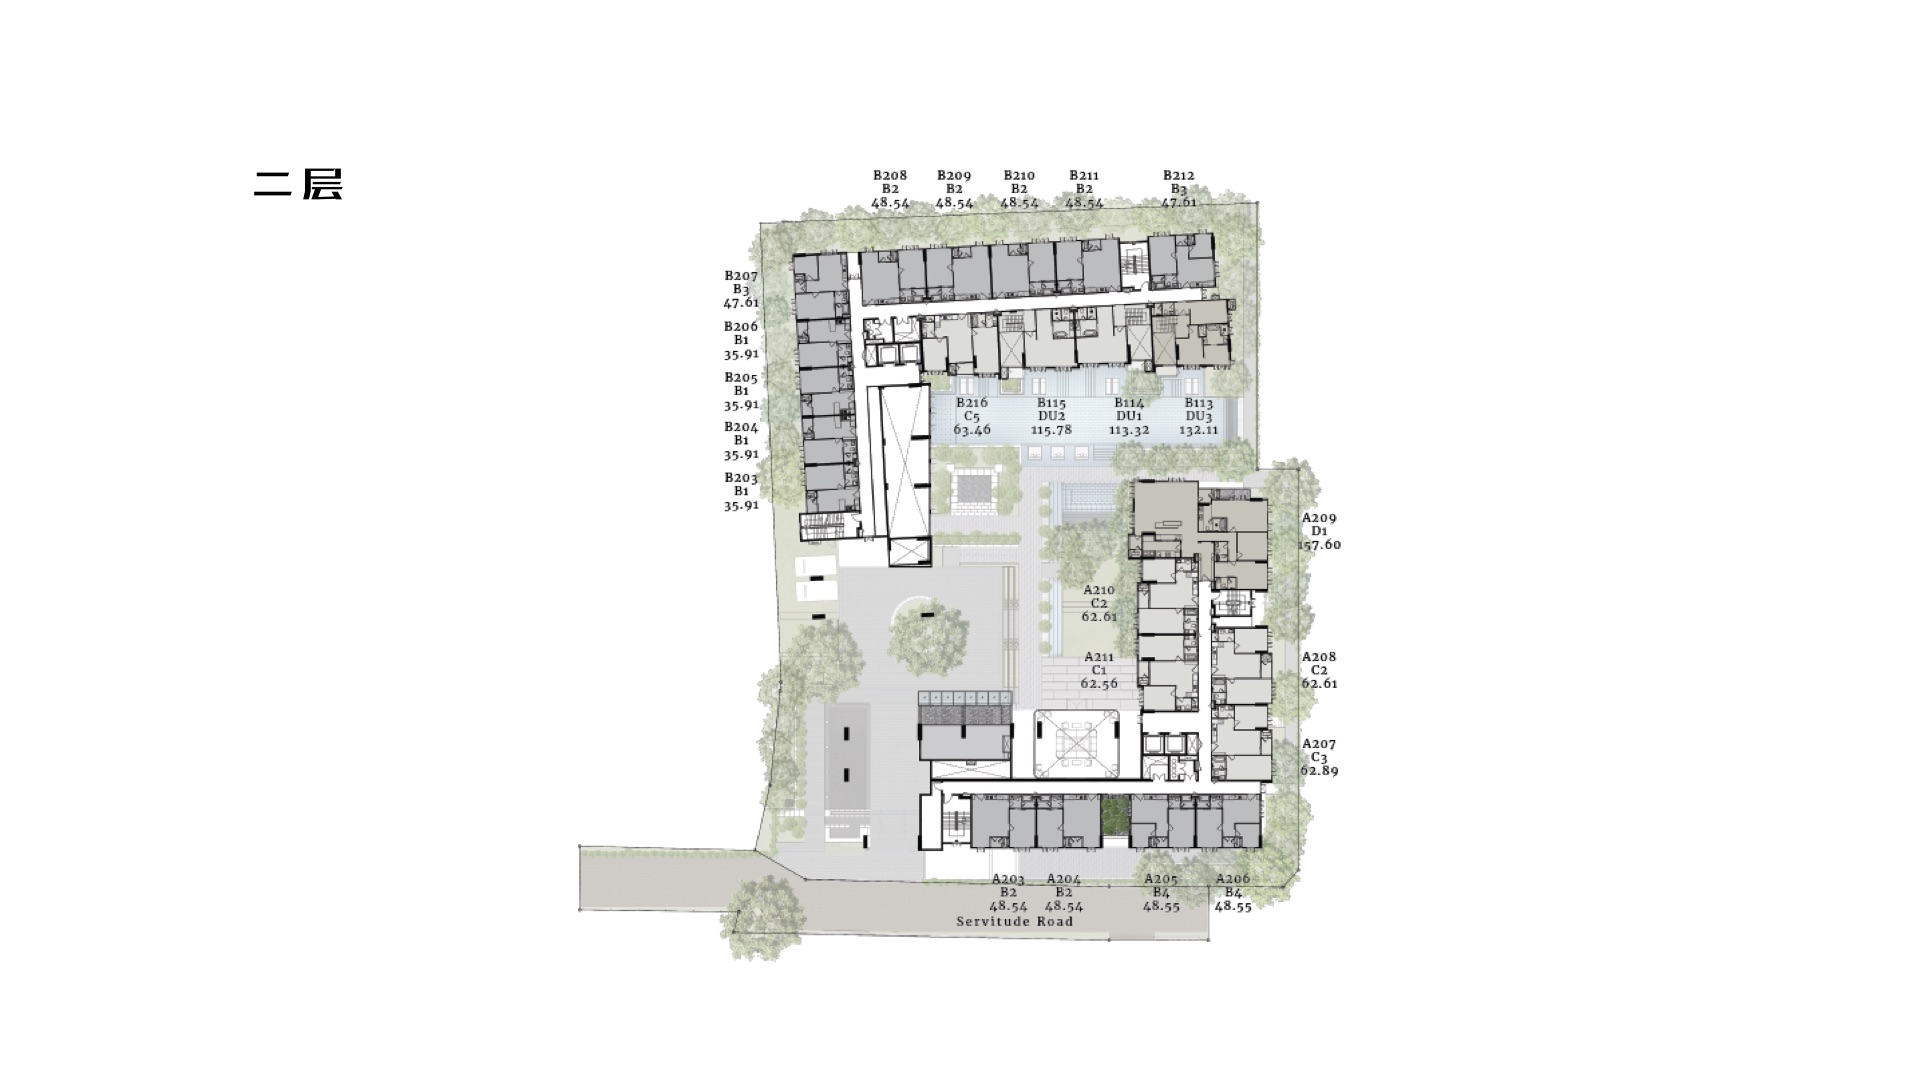 二层
B208
B2
48.54
B209
B2
48.54
B210
B2
48.54
B211
B2
48.54
B212
B3
47.61
B207
B3
47.61
B206
B1
35.91
B205
B1
35.91
B204
B1
35.91
B203
B1
35.91
B216
C5
63.46
B115
DU2
115.78
B114
DU1
113.32
B113
DU3
132.11
A209
D1
157.60
A210
C2
62.61
A211
C1
62.56
A208
C2
62.61
A207
C3
62.89
A203
B2
48.54
A204
B2
48.54
A205
B4
48.55
A206
B4
48.55
Servitude Road